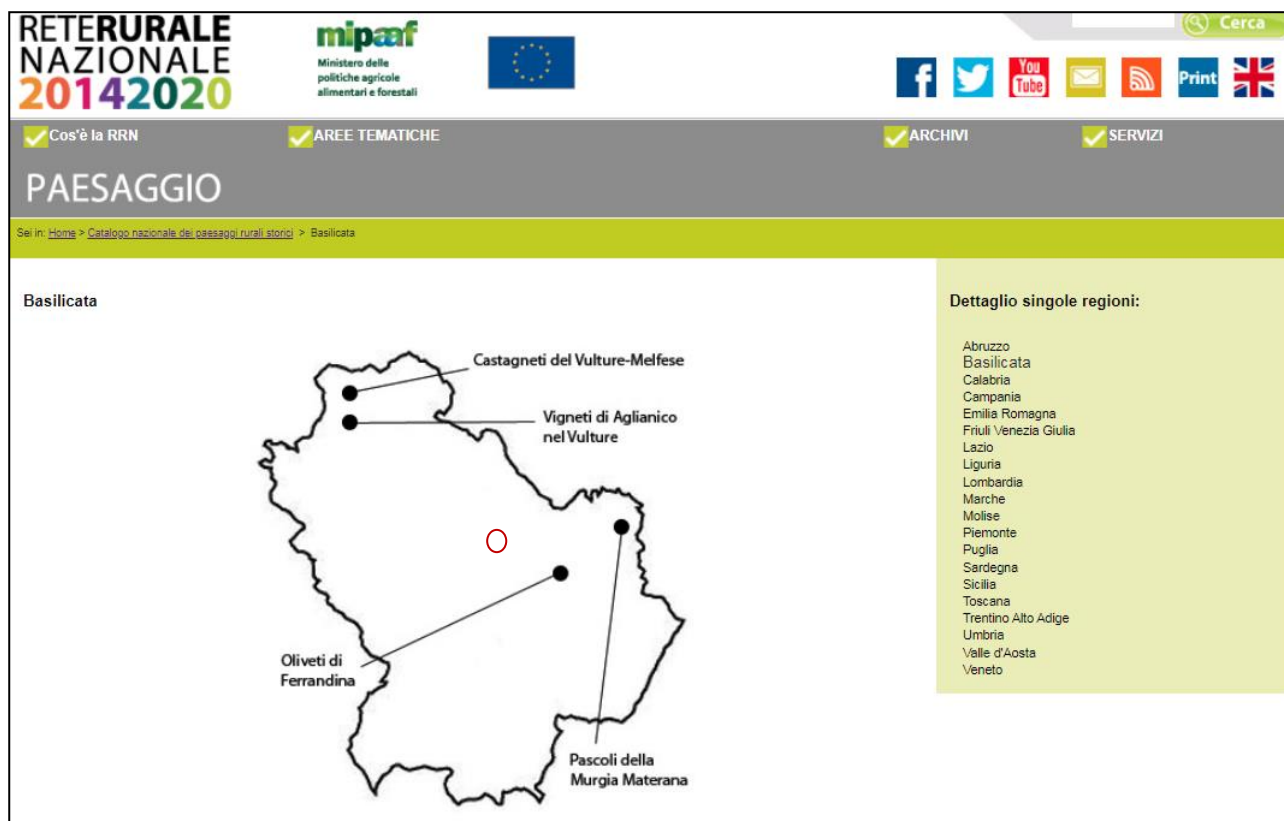 RETERURALE
NAZIONALE
20142020
mipaaf
Ministero delle
politiche agricole
alimentari e forestali
Cerca
You
Tube
Print
Cos'è la RRN
AREE TEMATICHE
ARCHIVI
SERVIZI
PAESAGGIO
Sei in: Home > Catalogo nazionale dei paesaggi rurali storici > Basilicata
Basilicata
Castagneti del Vulture-Melfese
Vigneti di Aglianico
nel Vulture
Oliveti di
Ferrandina
Pascoli della
Murgia Materana
Dettaglio singole regioni:
Abruzzo
Basilicata
Calabria
Campania
Emilia Romagna
Friuli Venezia Giulia
Lazio
Liguria
Lombardia
Marche
Molise
Piemonte
Puglia
Sardegna
Sicilia
Toscana
Trentino Alto Adige
Umbria
Valle d'Aosta
Veneto